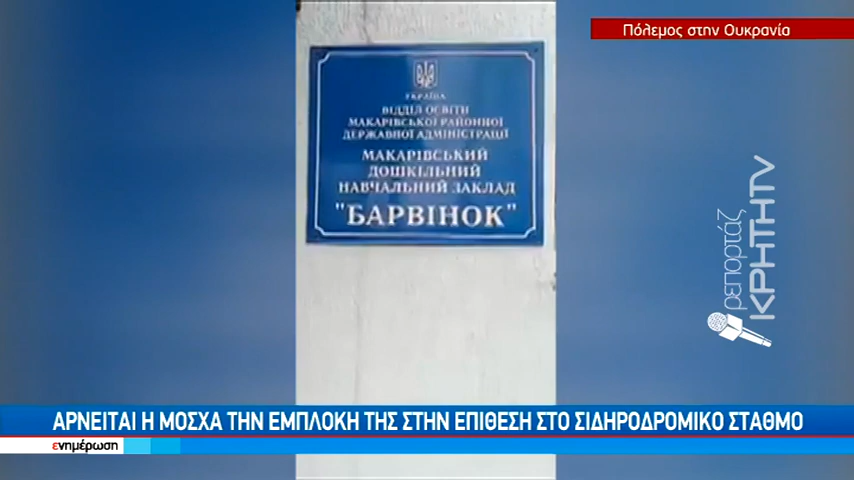 Πόλεμος στην Ουκρανία
УКРАЇНА
ВІДДІЛ ОСВІТИ
МАКАРІВСЬКОЇ РАЙОННОЇ
ДЕРЖАВНОЇ АДМІНІСТРАЦІЇ
МАКАРІВСЬКИЙ
ДОШКІЛЬНИЙ
НАВЧАЛЬНИЙ ЗАКЛАД
"БАРВІНОК"
ρεπορτάζ
ΚΡΗΤΗTV
ΑΡΝΕΙΤΑΙ Η ΜΟΣΧΑ ΤΗΝ ΕΜΠΛΟΚΗ ΤΗΣ ΣΤΗΝ ΕΠΙΘΕΣΗ ΣΤΟ ΣΙΔΗΡΟΔΡΟΜΙΚΟ ΣΤΑΘΜΟ
ενημέρωση